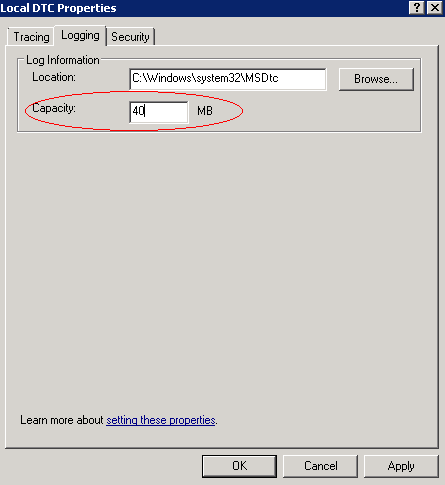 Local DTC Properties
Tracing Logging Security
Log Information
Location: C:\Windows\system32\MSDtc Browse...
Capacity: 40 MB
Learn more about setting these properties.
OK Cancel Apply